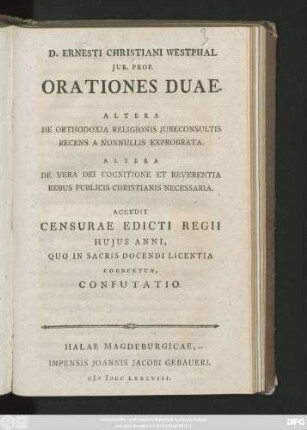 3
D. ERNESTI CHRISTIANI WESTPHAL
JUR. PROF.
ORATIONES DUAE.
ALTERA
DE ORTHODOXIA RELIGIONIS JURECONSULTIS
RECENS A NONNULLIS EXPROBRATA.
ALTERA
DE VERA DEI COGNITIONE ET REVERENTIA
REBUS PUBLICIS CHRISTIANIS NECESSARIA.
ACCEDIT
CENSURAE EDICTI REGII
HUJUS ANNI,
QUO IN SACRIS DOCENDI LICENTIA
COERCETUR,
CONFUTATIO.
HALAE MAGDEBURGICAE,
IMPENSIS JOANNIS JACOBI GEBAUERI.
cIↄ Iↄcc LXXXVIII.